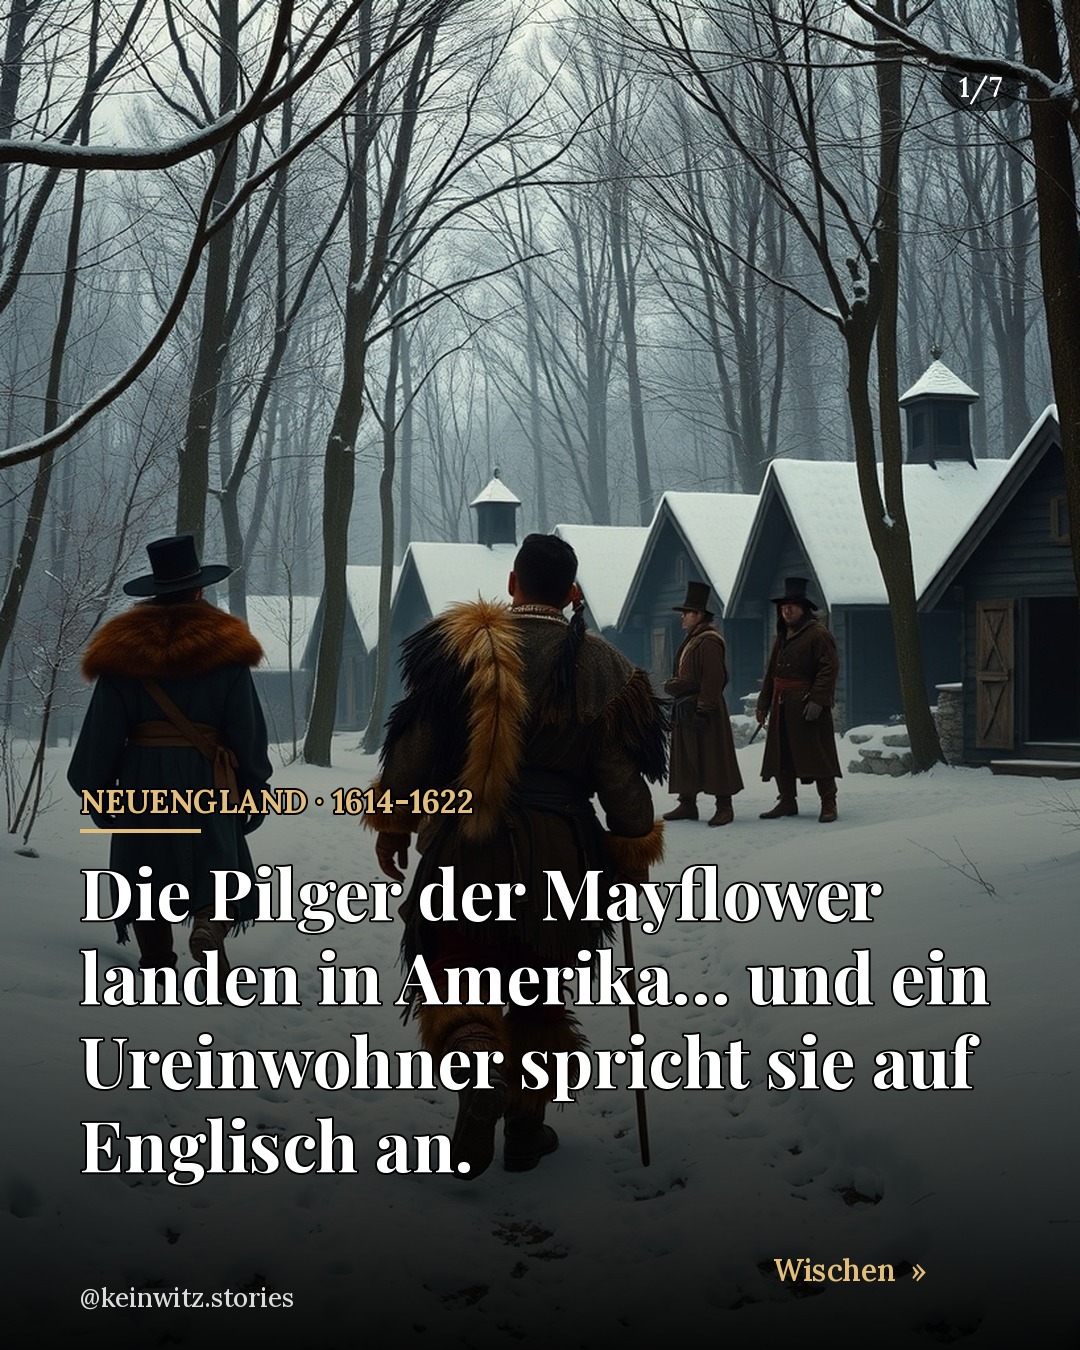 1/7
NEUENGLAND · 1614–1622
Die Pilger der Mayflower
landen in Amerika... und ein
Ureinwohner spricht sie auf
Englisch an.
Wischen »
@keinwitz.stories